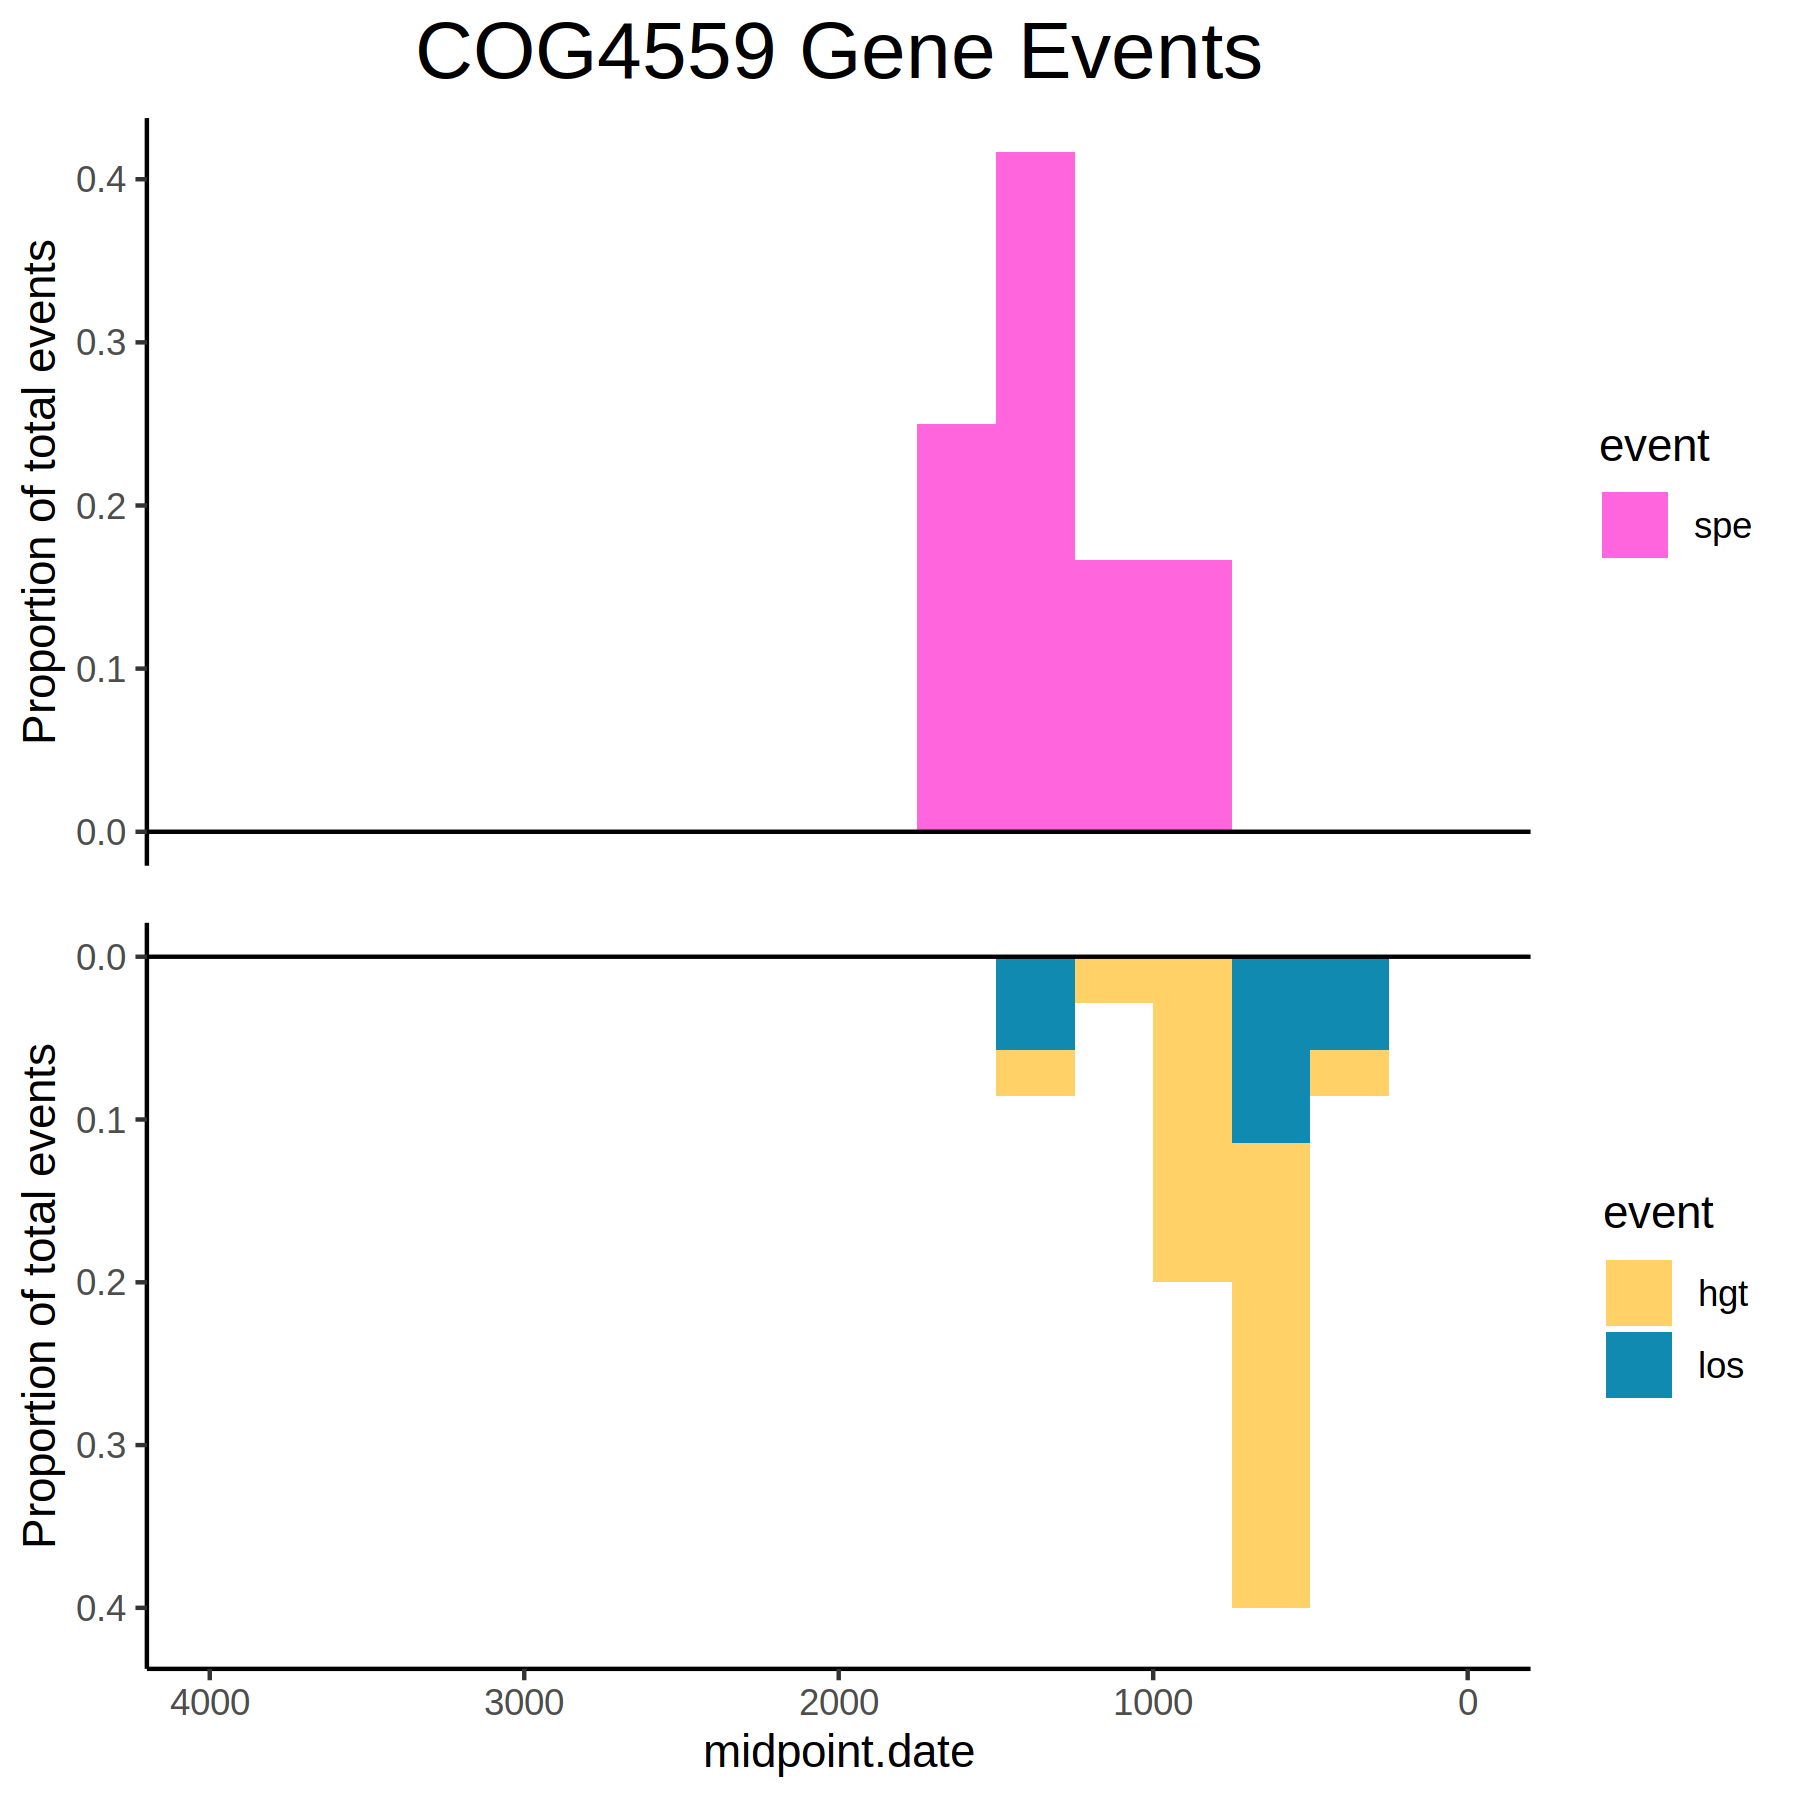 COG4559 Gene Events
Proportion of total events
0.4
0.3
0.2
0.1
0.0
event
spe
Proportion of total events
0.0
0.1
0.2
0.3
0.4
event
hgt
los
4000 3000 2000 1000 0
midpoint.date